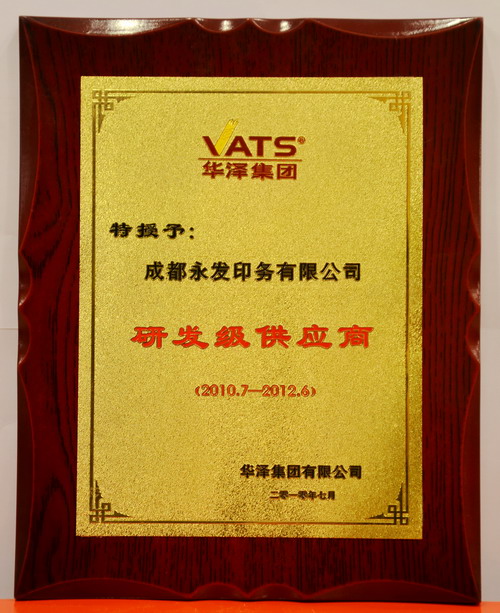 VATS®
华泽集团
特授予：
成都永发印务有限公司
研发级供应商
(2010.7—2012.6)
华泽集团有限公司
二零一零年七月